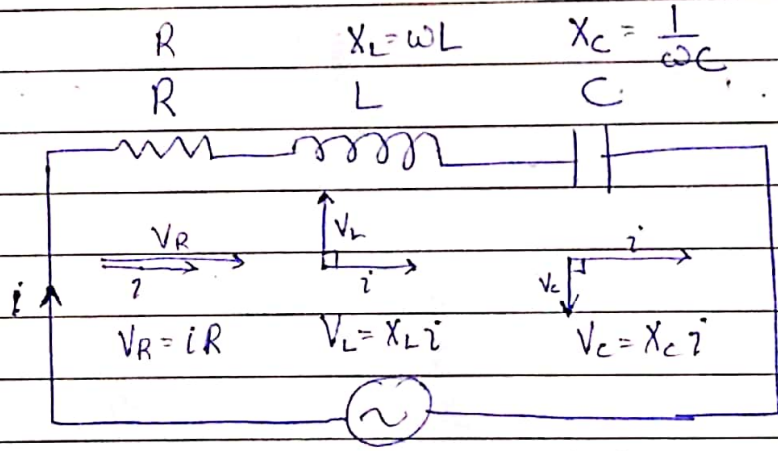 R X_L = ωL X_C = 1/ωC
R L C
V_R V_L i
i i i V_C
V_R = iR V_L = X_L i V_C = X_C i
~